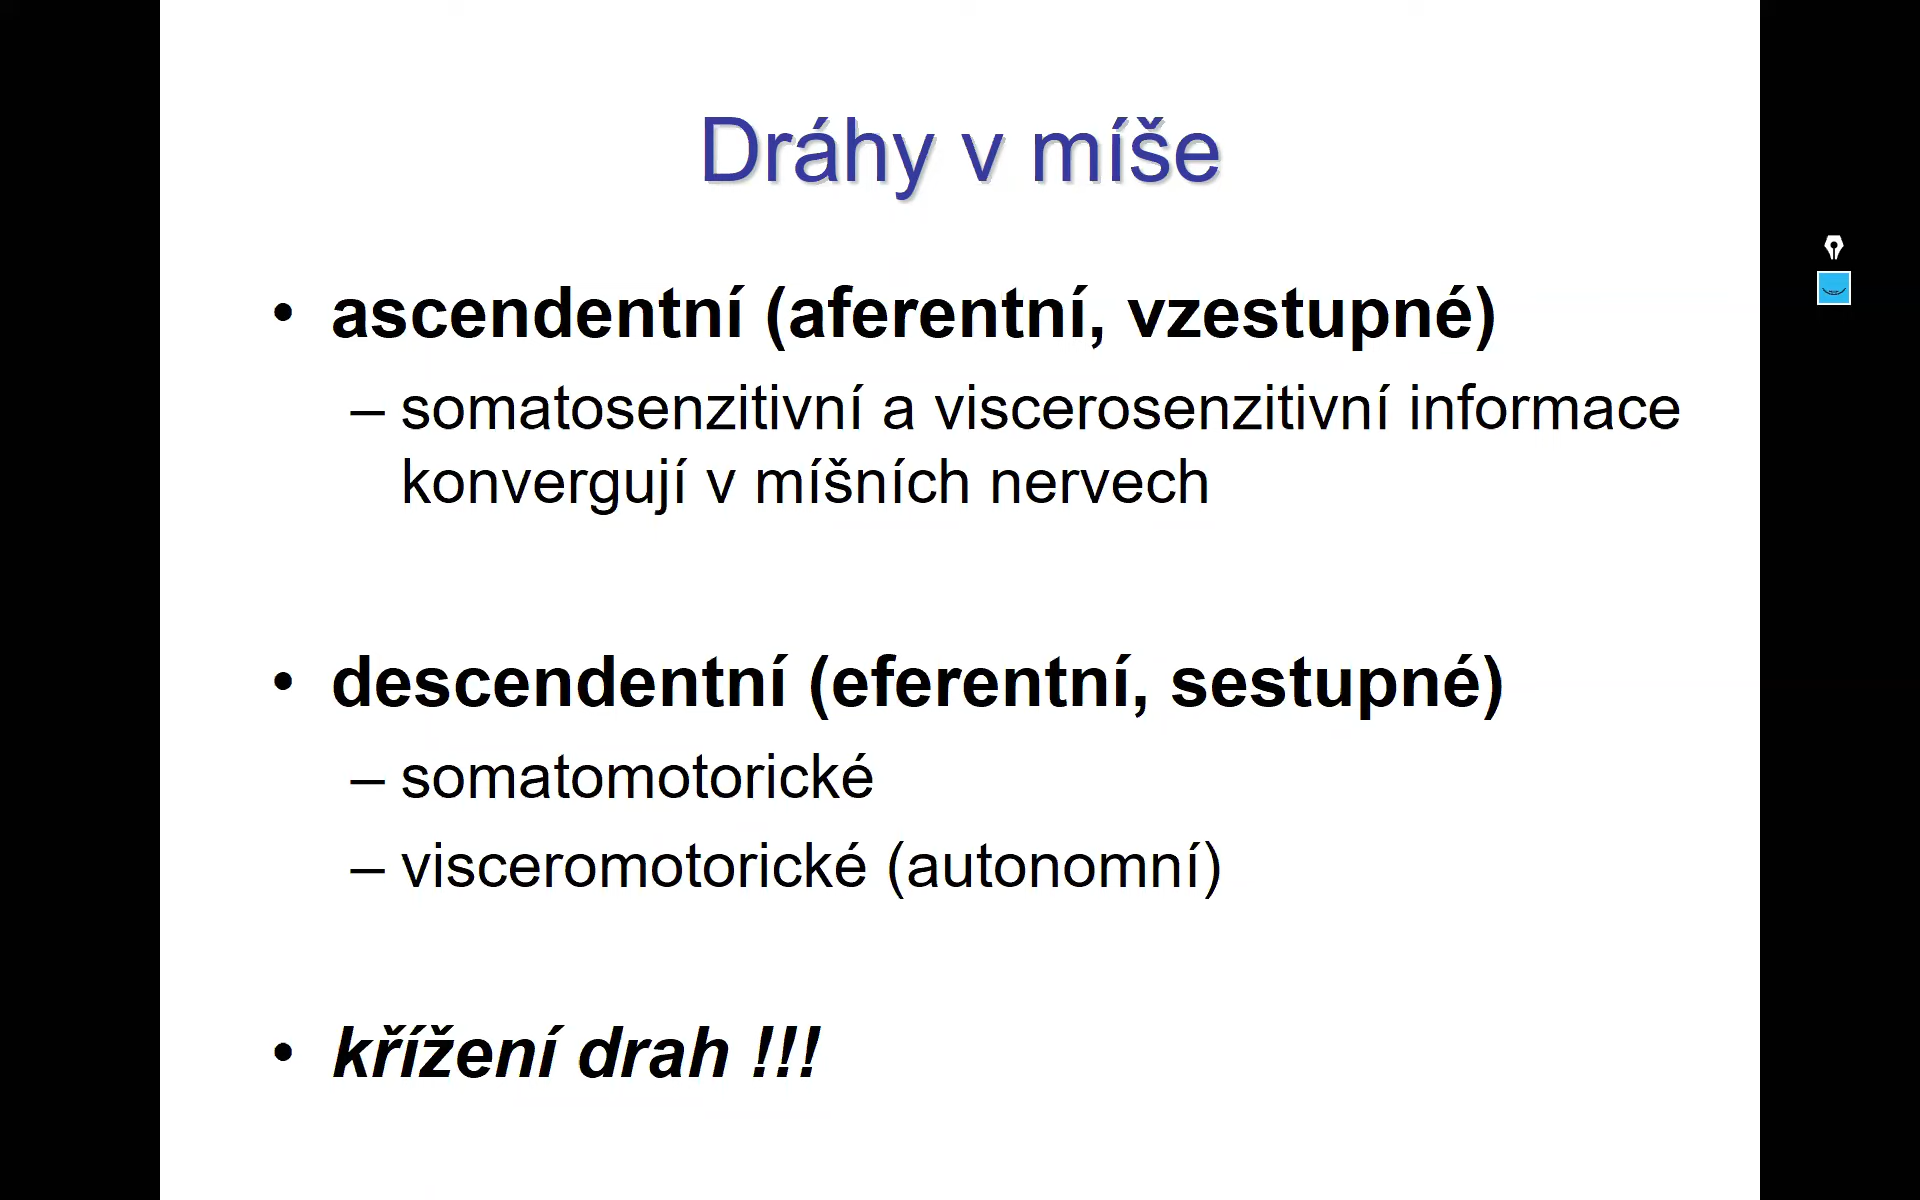 Dráhy v míše
• ascendentní (aferentní, vzestupné)
– somatosenzitivní a viscerosenzitivní informace
konvergují v míšních nervech
• descendentní (eferentní, sestupné)
– somatomotorické
– visceromotorické (autonomní)
• křížení drah !!!